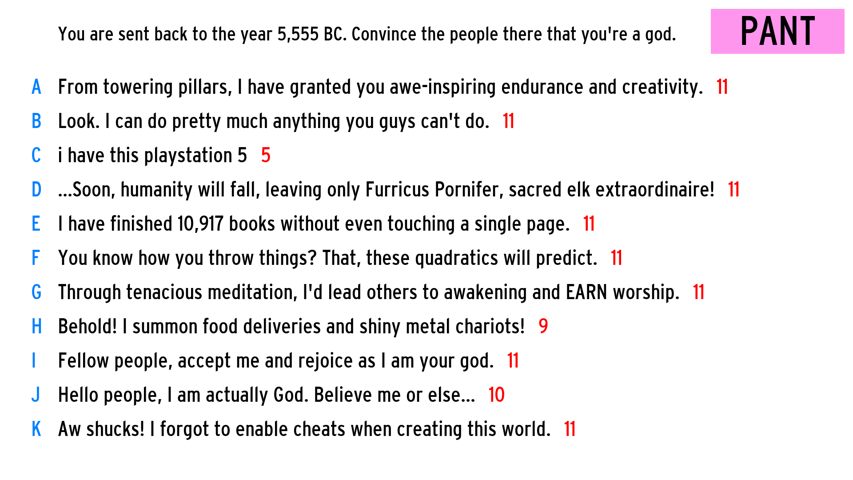 You are sent back to the year 5,555 BC. Convince the people there that you're a god.
PANT
A From towering pillars, I have granted you awe-inspiring endurance and creativity. 11
B Look. I can do pretty much anything you guys can't do. 11
C i have this playstation 5 5
D ...Soon, humanity will fall, leaving only Furricus Pornifer, sacred elk extraordinaire! 11
E I have finished 10,917 books without even touching a single page. 11
F You know how you throw things? That, these quadratics will predict. 11
G Through tenacious meditation, I'd lead others to awakening and EARN worship. 11
H Behold! I summon food deliveries and shiny metal chariots! 9
I Fellow people, accept me and rejoice as I am your god. 11
J Hello people, I am actually God. Believe me or else... 10
K Aw shucks! I forgot to enable cheats when creating this world. 11